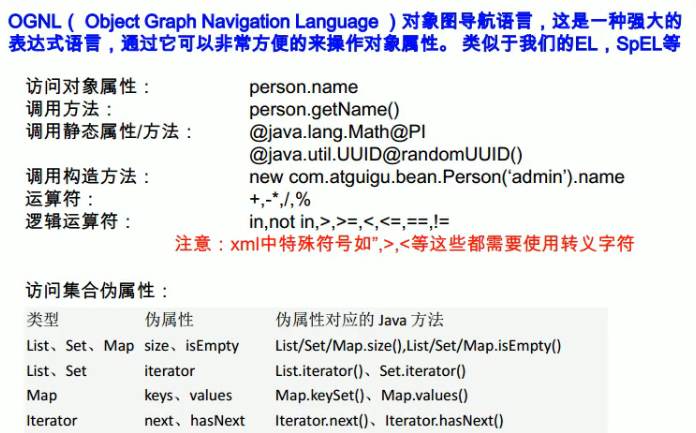 OGNL（ Object Graph Navigation Language ）对象图导航语言，这是一种强大的
表达式语言，通过它可以非常方便的来操作对象属性。 类似于我们的EL，SpEL等
访问对象属性： person.name
调用方法： person.getName()
调用静态属性/方法： @java.lang.Math@PI
@java.util.UUID@randomUUID()
调用构造方法： new com.atguigu.bean.Person(‘admin’).name
运算符： +,-*,/,%
逻辑运算符： in,not in,>,>=,<,<=,==,!=
注意：xml中特殊符号如”,>,<等这些都需要使用转义字符
访问集合伪属性：
类型 伪属性 伪属性对应的 Java 方法
List、Set、Map size、isEmpty List/Set/Map.size(),List/Set/Map.isEmpty()
List、Set iterator List.iterator()、Set.iterator()
Map keys、values Map.keySet()、Map.values()
Iterator next、hasNext Iterator.next()、Iterator.hasNext()